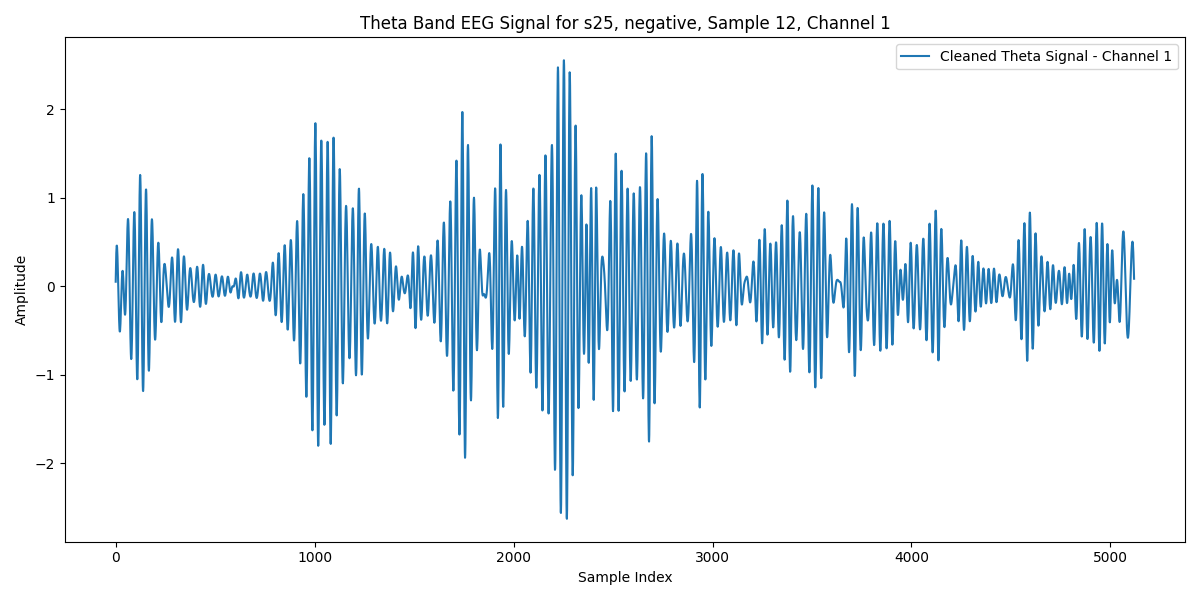 Theta Band EEG Signal for s25, negative, Sample 12, Channel 1
Cleaned Theta Signal - Channel 1
Amplitude
2
1
0
−1
−2
0 1000 2000 3000 4000 5000
Sample Index